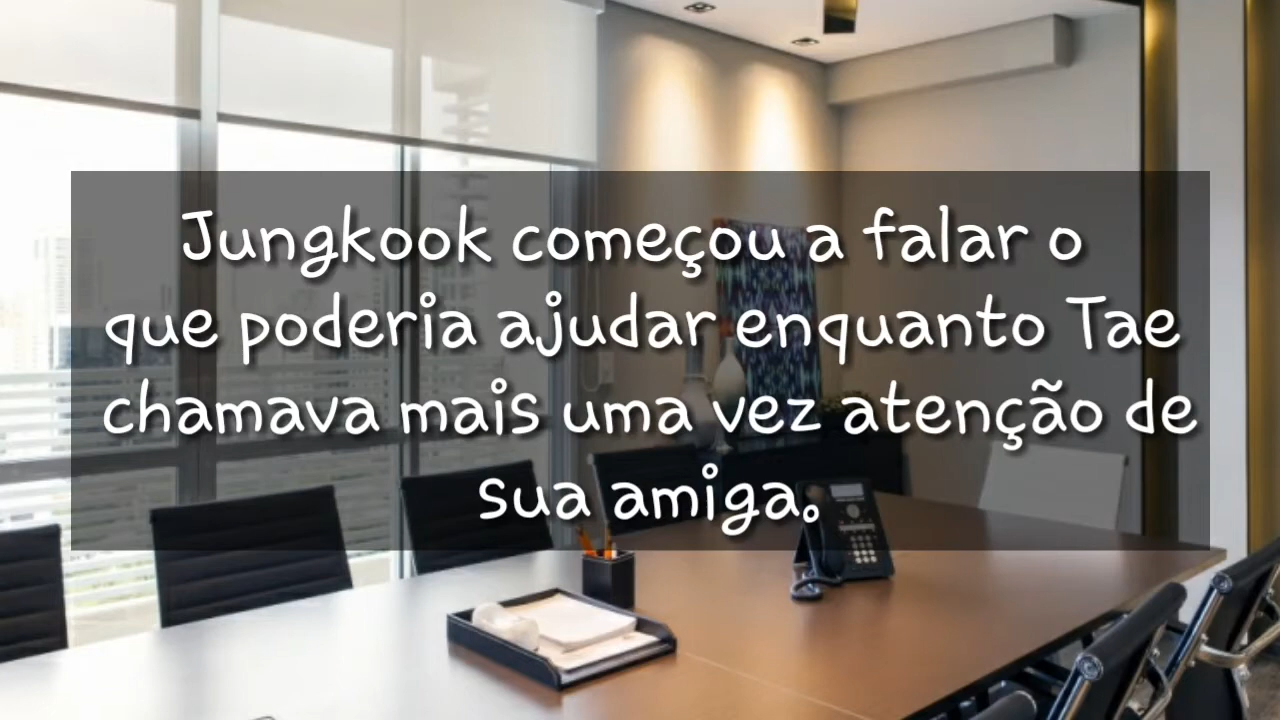 Jungkook começou a falar o
que poderia ajudar enquanto Tae
chamava mais uma vez atenção de
sua amiga.